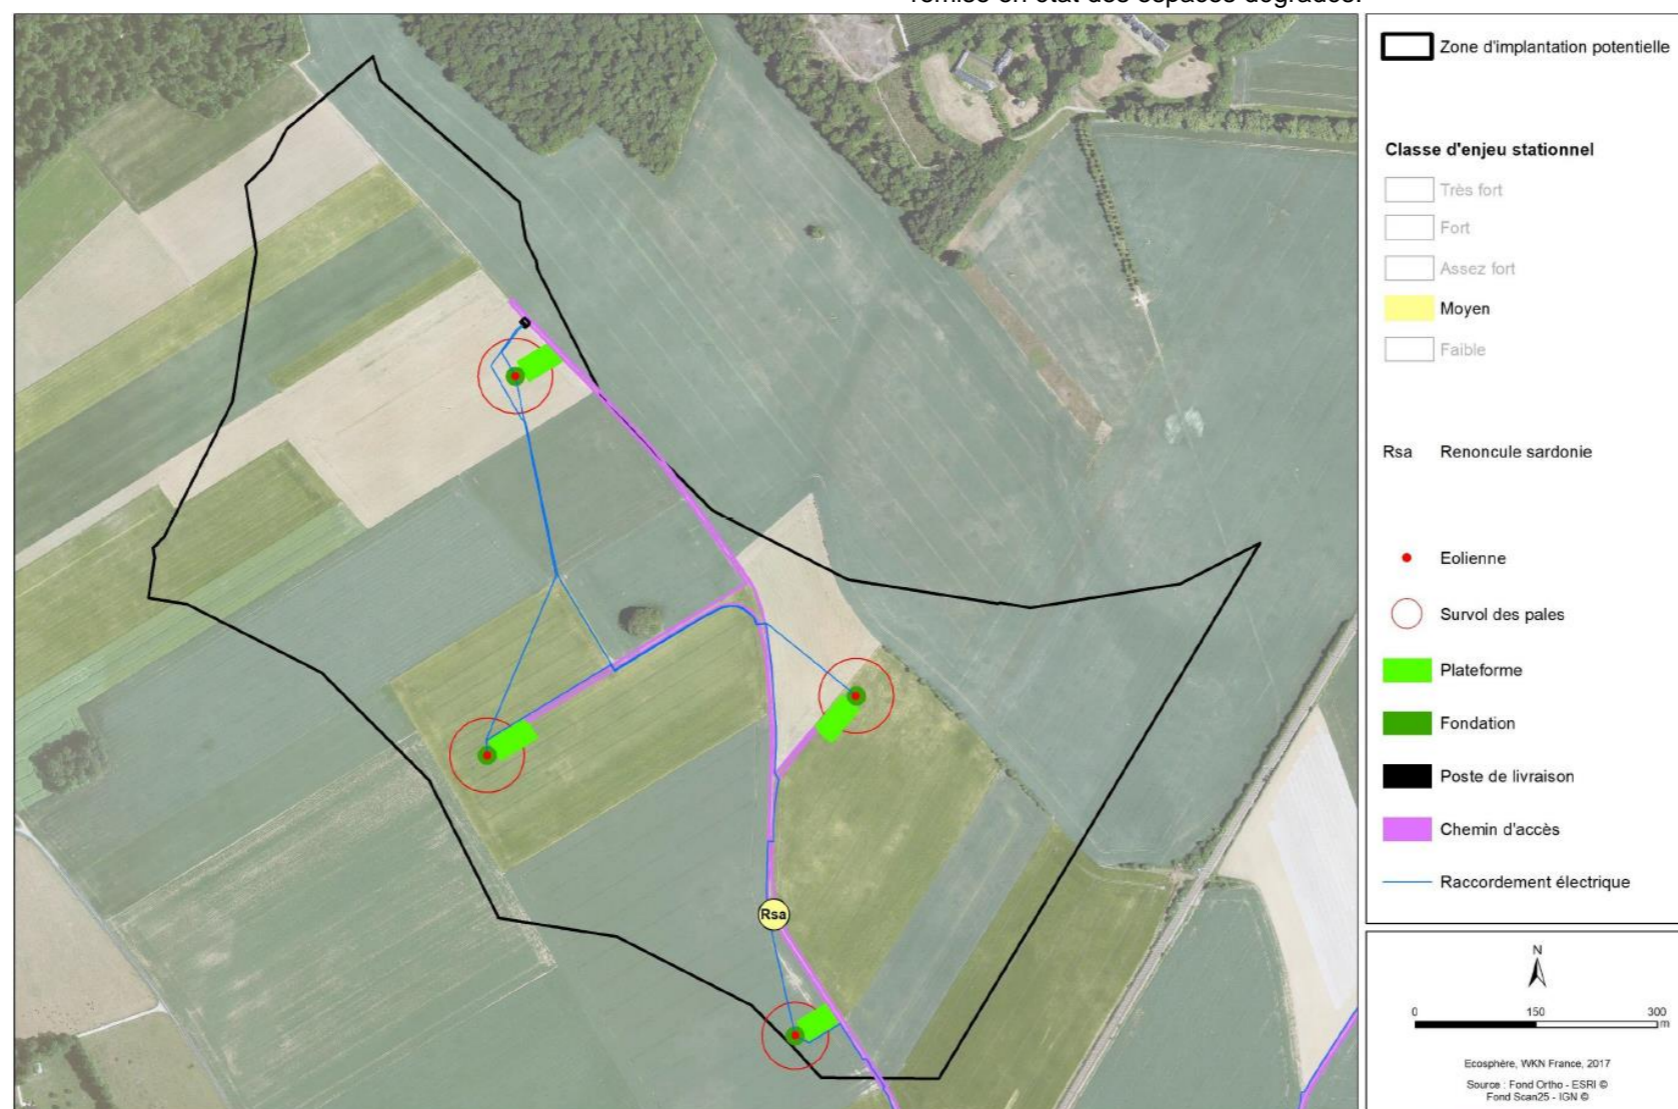 remise en état des espaces dégradés.
Zone d'implantation potentielle
Classe d'enjeu stationnel
Très fort
Fort
Assez fort
Moyen
Faible
Rsa Renoncule sardonie
Eolienne
Survol des pales
Plateforme
Fondation
Poste de livraison
Chemin d'accès
Raccordement électrique
Rsa
N
0 150 300
m
Ecosphère, WKN France, 2017
Source : Fond Ortho - ESRI ©
Fond Scan25 - IGN ©